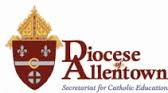 Diocese
of
Allentown
Secretariat for Catholic Education